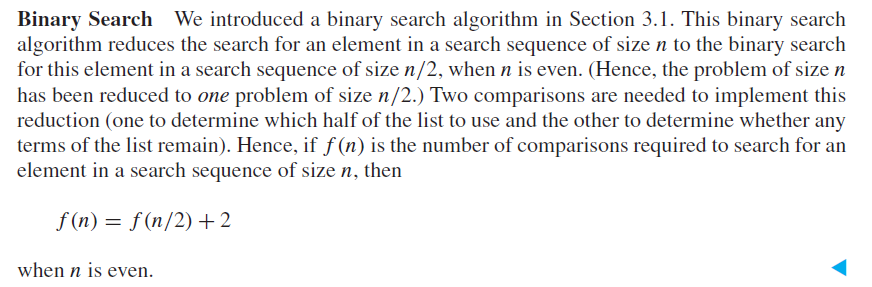 Binary Search We introduced a binary search algorithm in Section 3.1. This binary search
algorithm reduces the search for an element in a search sequence of size n to the binary search
for this element in a search sequence of size n/2, when n is even. (Hence, the problem of size n
has been reduced to one problem of size n/2.) Two comparisons are needed to implement this
reduction (one to determine which half of the list to use and the other to determine whether any
terms of the list remain). Hence, if f(n) is the number of comparisons required to search for an
element in a search sequence of size n, then
f(n) = f(n/2) + 2
when n is even.